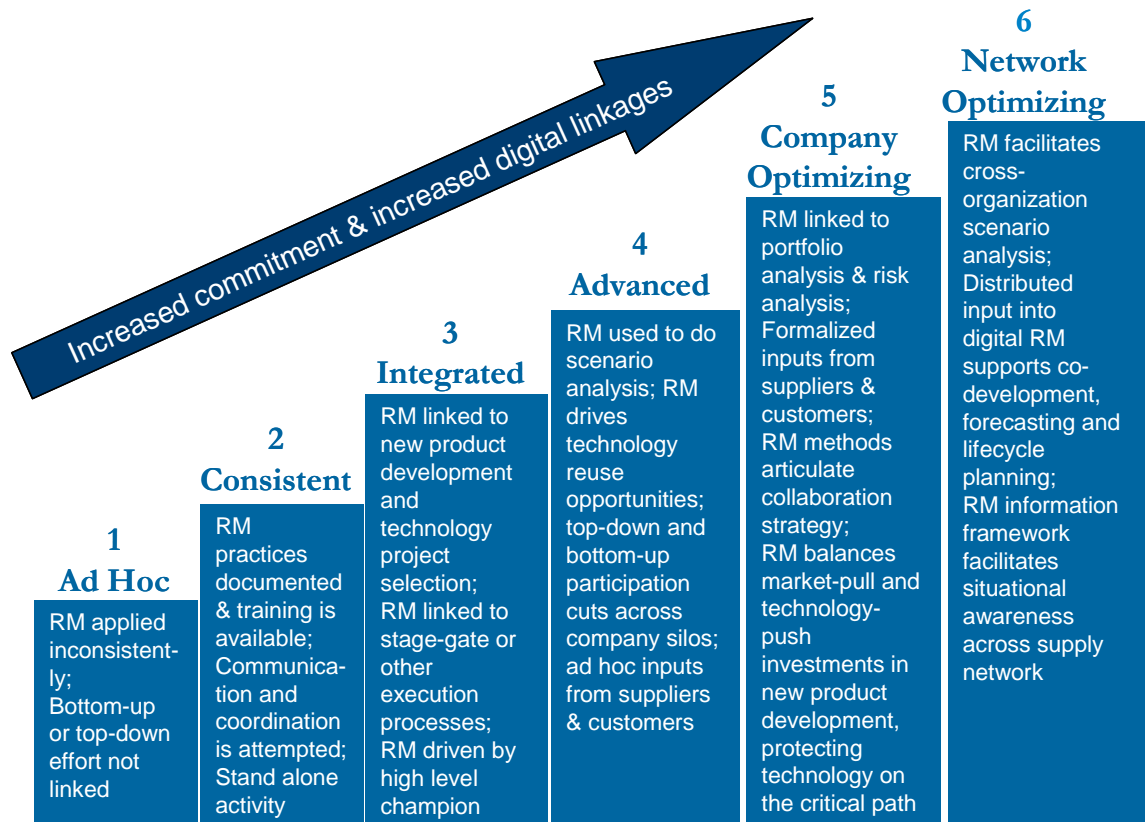 Increased commitment & increased digital linkages
1
Ad Hoc
RM applied
inconsistent-
ly;
Bottom-up
or top-down
effort not
linked
2
Consistent
RM
practices
documented
& training is
available;
Communica-
tion and
coordination
is attempted;
Stand alone
activity
3
Integrated
RM linked to
new product
development
and
technology
project
selection;
RM linked to
stage-gate or
other
execution
processes;
RM driven by
high level
champion
4
Advanced
RM used to do
scenario
analysis; RM
drives
technology
reuse
opportunities;
top-down and
bottom-up
participation
cuts across
company silos;
ad hoc inputs
from suppliers
& customers
5
Company
Optimizing
RM linked to
portfolio
analysis & risk
analysis;
Formalized
inputs from
suppliers &
customers;
RM methods
articulate
collaboration
strategy;
RM balances
market-pull and
technology-
push
investments in
new product
development,
protecting
technology on
the critical path
6
Network
Optimizing
RM facilitates
cross-
organization
scenario
analysis;
Distributed
input into
digital RM
supports co-
development,
forecasting and
lifecycle
planning;
RM information
framework
facilitates
situational
awareness
across supply
network